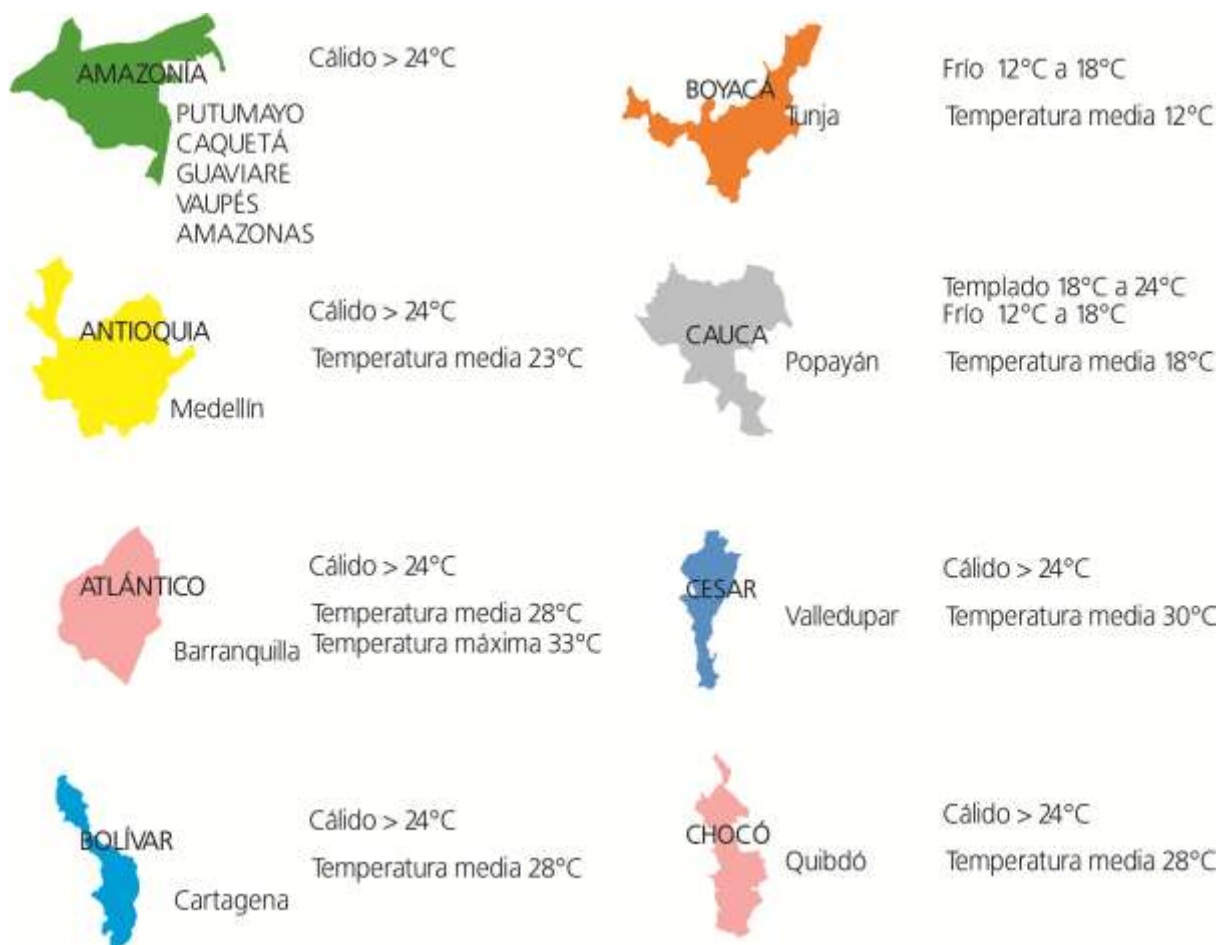 AMAZONÍA
Cálido > 24°C
PUTUMAYO
CAQUETÁ
GUAVIARE
VAUPÉS
AMAZONAS
BOYACÁ
Tunja
Frío 12°C a 18°C
Temperatura media 12°C
ANTIOQUIA
Medellín
Cálido > 24°C
Temperatura media 23°C
CAUCA
Popayán
Templado 18°C a 24°C
Frío 12°C a 18°C
Temperatura media 18°C
ATLÁNTICO
Barranquilla
Cálido > 24°C
Temperatura media 28°C
Temperatura máxima 33°C
CESAR
Valledupar
Cálido > 24°C
Temperatura media 30°C
BOLÍVAR
Cartagena
Cálido > 24°C
Temperatura media 28°C
CHOCÓ
Quibdó
Cálido > 24°C
Temperatura media 28°C